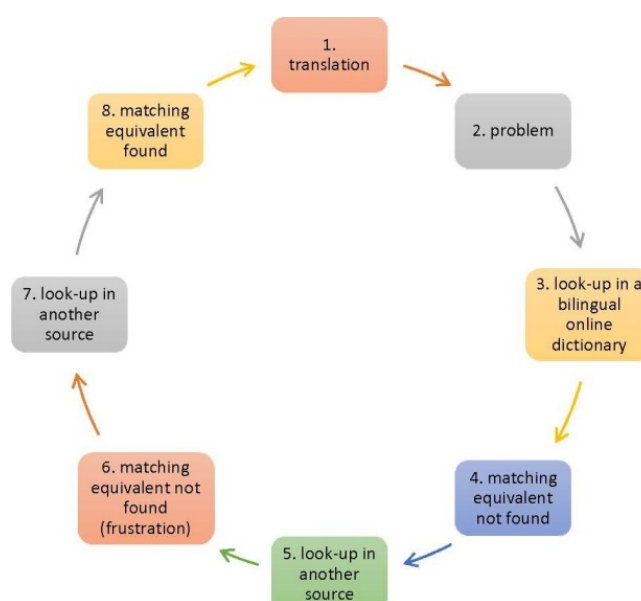 1.
translation
2. problem
3. look-up in a
bilingual
online
dictionary
4. matching
equivalent
not found
5. look-up in
another
source
6. matching
equivalent not
found
(frustration)
7. look-up in
another
source
8. matching
equivalent
found